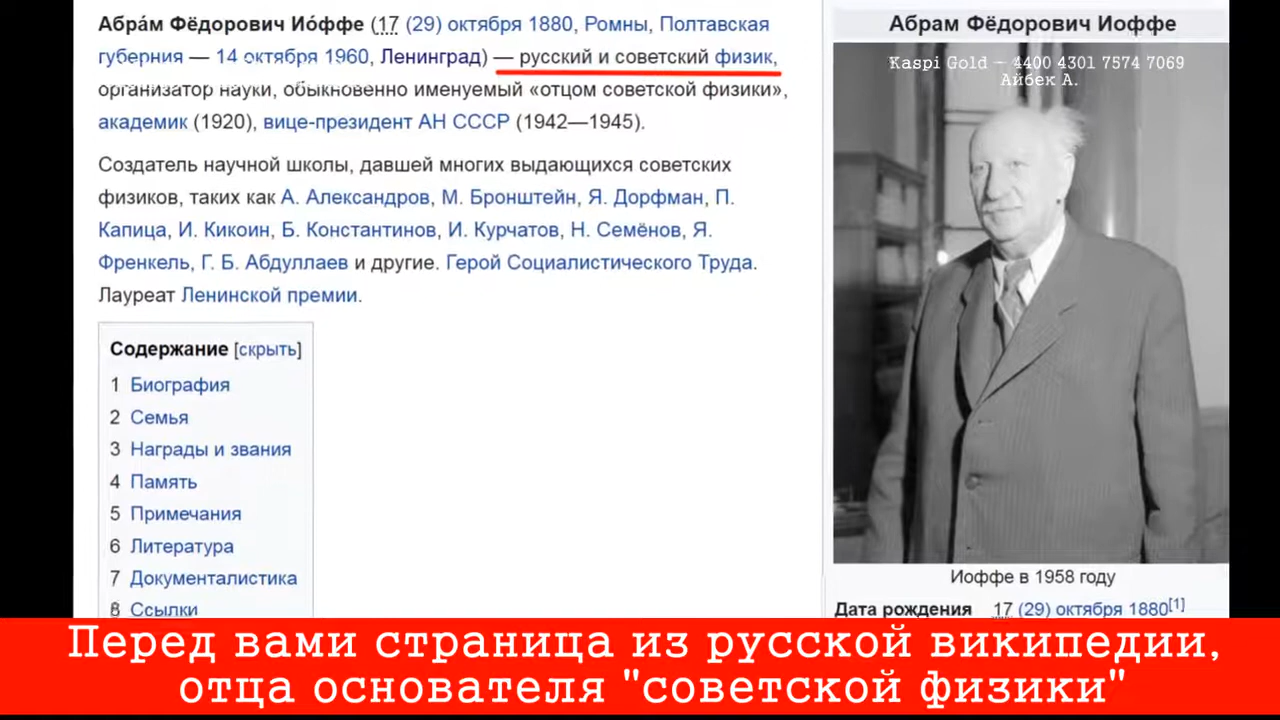 Абра́м Фёдорович Ио́ффе (17 (29) октября 1880, Ромны, Полтавская
губерния — 14 октября 1960, Ленинград) — русский и советский физик,
организатор науки, обыкновенно именуемый «отцом советской физики»,
академик (1920), вице-президент АН СССР (1942—1945).
Создатель научной школы, давшей многих выдающихся советских
физиков, таких как А. Александров, М. Бронштейн, Я. Дорфман, П.
Капица, И. Кикоин, Б. Константинов, И. Курчатов, Н. Семёнов, Я.
Френкель, Г. Б. Абдуллаев и другие. Герой Социалистического Труда.
Лауреат Ленинской премии.
Содержание [скрыть]
1 Биография
2 Семья
3 Награды и звания
4 Память
5 Примечания
6 Литература
7 Документалистика
8 Ссылки
Абрам Фёдорович Иоффе
Kaspi Gold – 4400 4301 7574 7069
Айбек А.
Иоффе в 1958 году
Дата рождения 17 (29) октября 1880[1]
Перед вами страница из русской википедии,
отца основателя "советской физики"